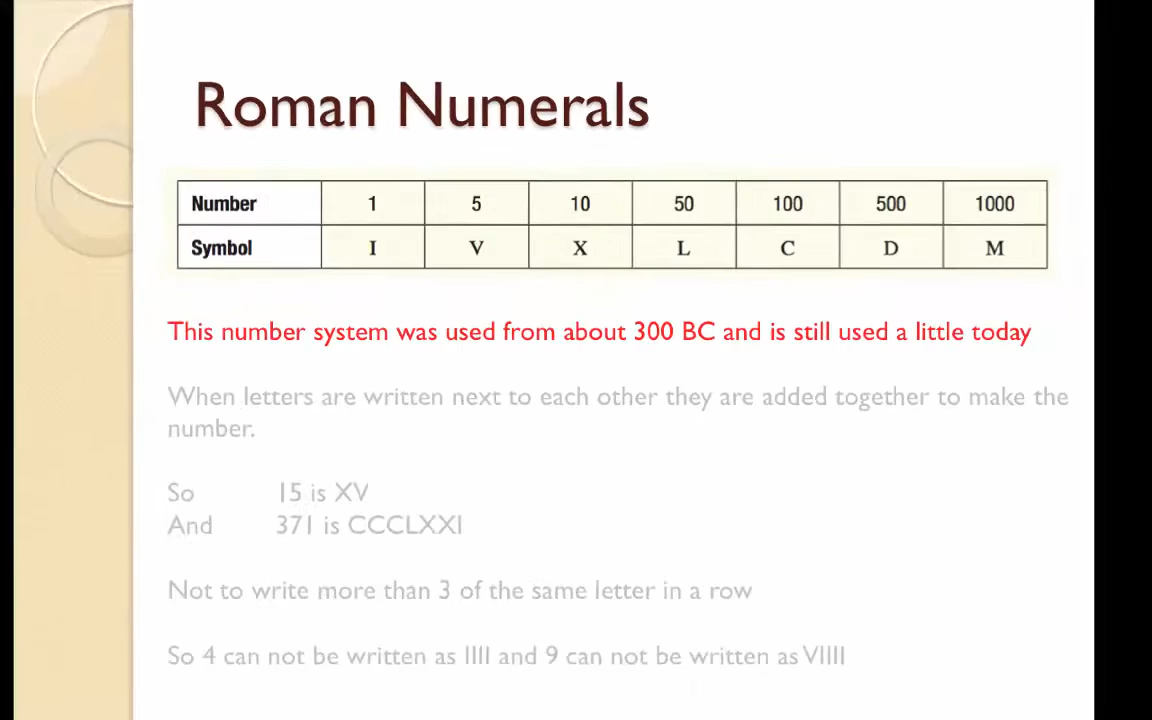 Roman Numerals
Number 1 5 10 50 100 500 1000
Symbol I V X L C D M
This number system was used from about 300 BC and is still used a little today
When letters are written next to each other they are added together to make the
number.
So 15 is XV
And 371 is CCCLXXI
Not to write more than 3 of the same letter in a row
So 4 can not be written as IIII and 9 can not be written as VIIII